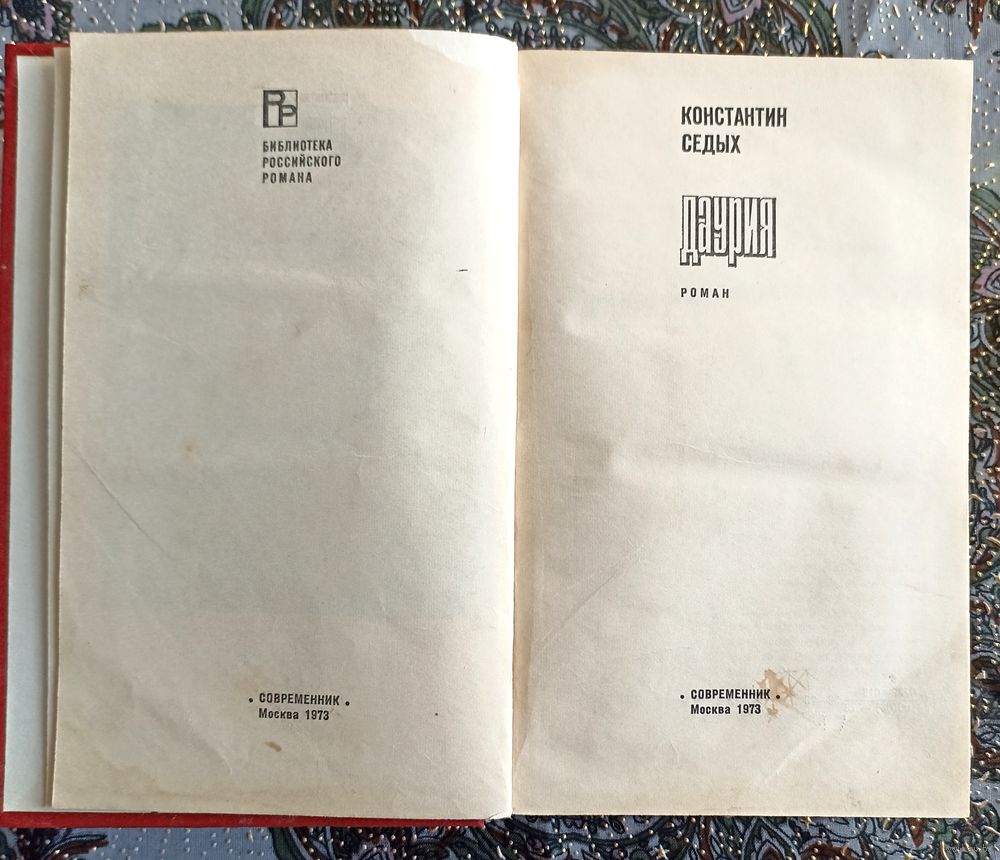 БИБЛИОТЕКА
РОССИЙСКОГО
РОМАНА
• СОВРЕМЕННИК •
Москва 1973
КОНСТАНТИН
СЕДЫХ
ДАУРИЯ
РОМАН
• СОВРЕМЕННИК •
Москва 1973